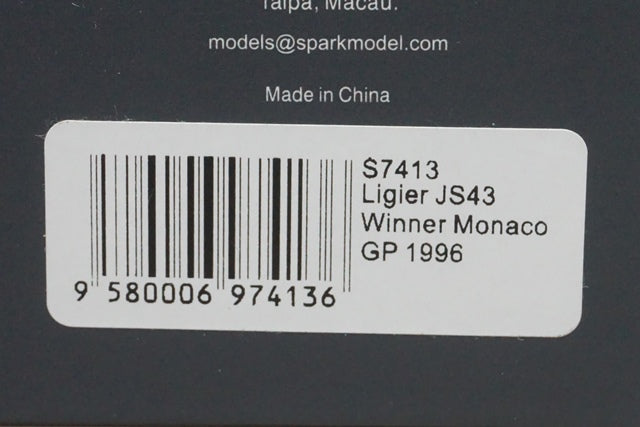 Taipa, Macau.
models@sparkmodel.com
Made in China
S7413
Ligier JS43
Winner Monaco
GP 1996
9 580006 974136